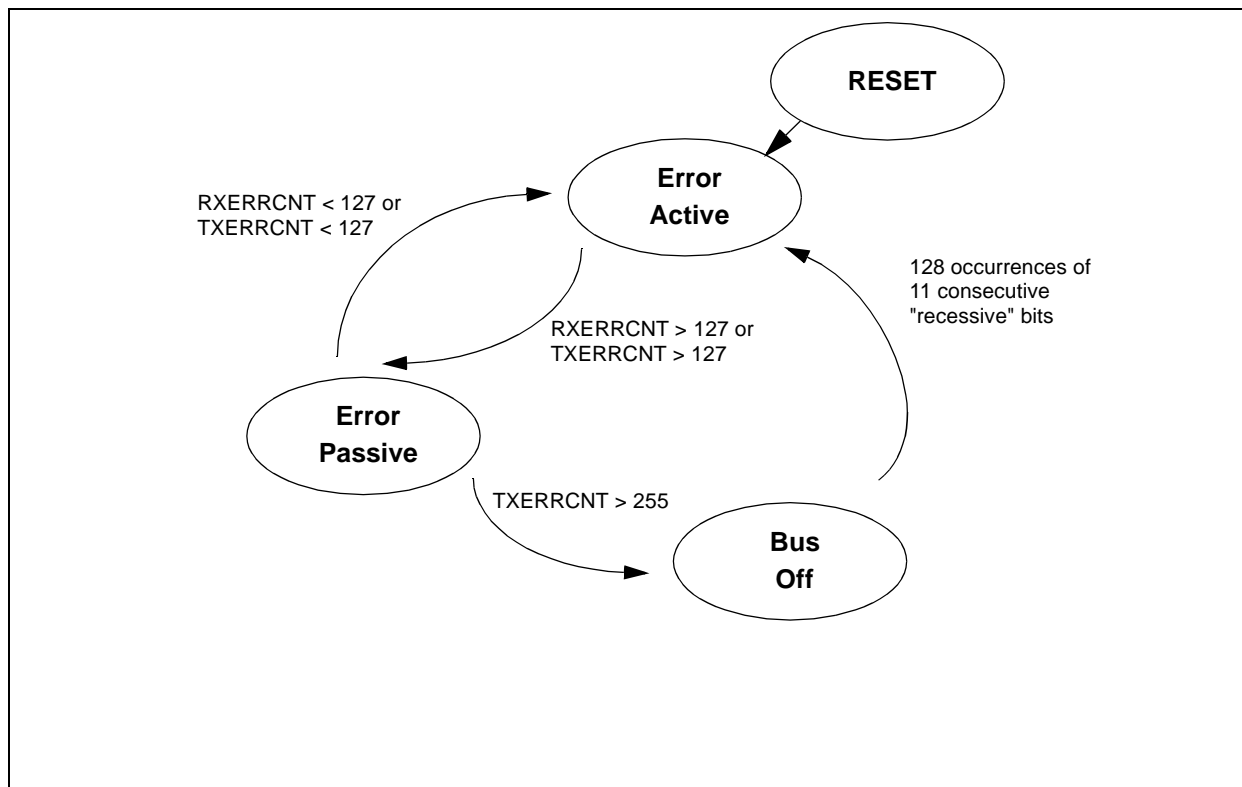 RESET
Error
Active
RXERRCNT < 127 or
TXERRCNT < 127
128 occurrences of
11 consecutive
"recessive" bits
RXERRCNT > 127 or
TXERRCNT > 127
Error
Passive
TXERRCNT > 255
Bus
Off